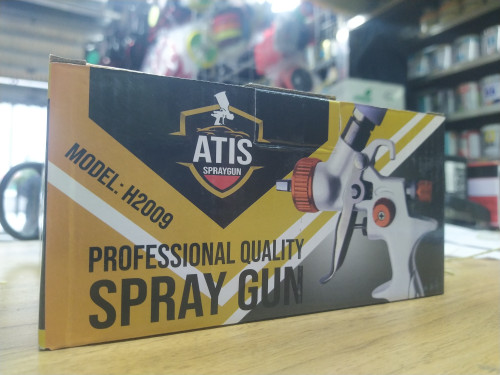 ATIS
SPRAYGUN
MODEL: H2009
PROFESSIONAL QUALITY
SPRAY GUN